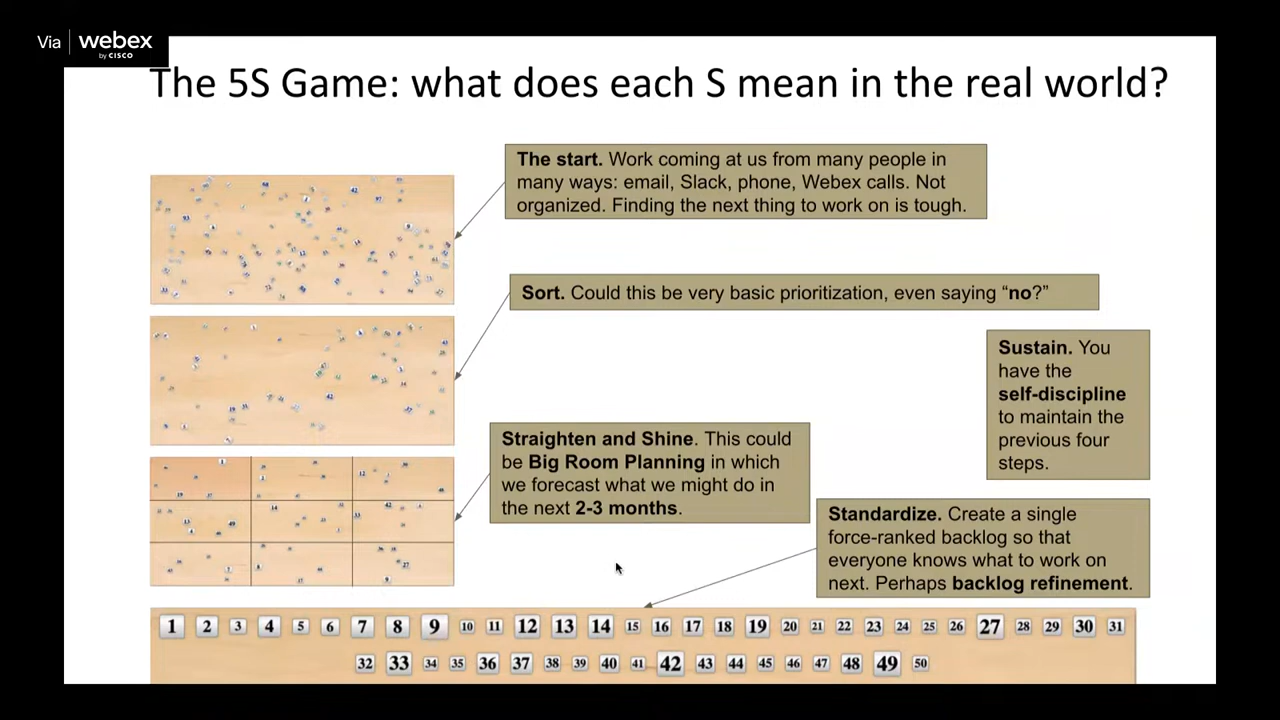 Via webex
by CISCO
The 5S Game: what does each S mean in the real world?
The start. Work coming at us from many people in
many ways: email, Slack, phone, Webex calls. Not
organized. Finding the next thing to work on is tough.
Sort. Could this be very basic prioritization, even saying “no?”
Sustain. You
have the
self-discipline
to maintain the
previous four
steps.
Straighten and Shine. This could
be Big Room Planning in which
we forecast what we might do in
the next 2-3 months.
Standardize. Create a single
force-ranked backlog so that
everyone knows what to work on
next. Perhaps backlog refinement.
1 2 3 4 5 6 7 8 9 10 11 12 13 14 15 16 17 18 19 20 21 22 23 24 25 26 27 28 29 30 31
32 33 34 35 36 37 38 39 40 41 42 43 44 45 46 47 48 49 50